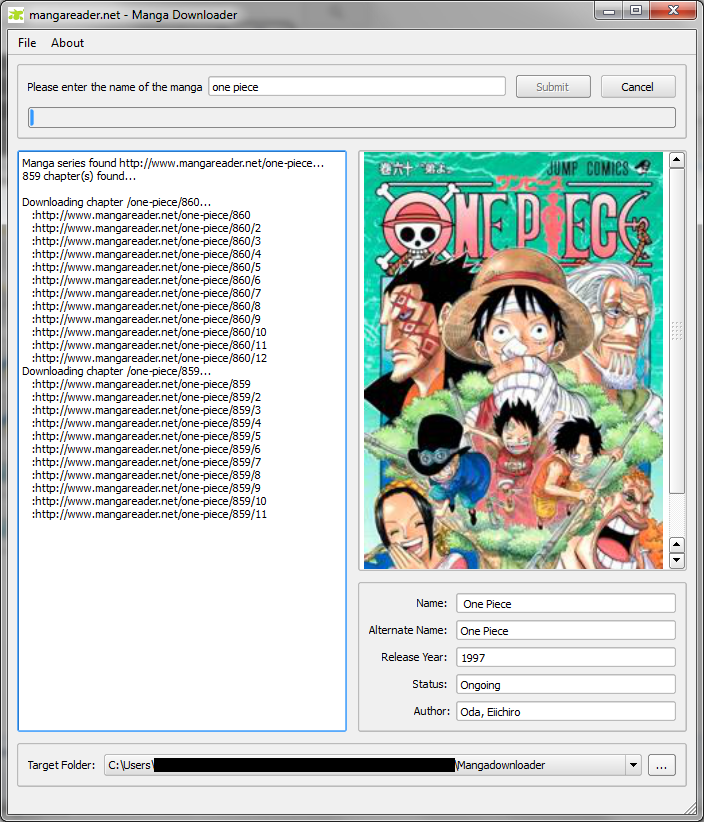 mangareader.net - Manga Downloader
File About
Please enter the name of the manga one piece Submit Cancel
Manga series found http://www.mangareader.net/one-piece...
859 chapter(s) found...
Downloading chapter /one-piece/860...
:http://www.mangareader.net/one-piece/860
:http://www.mangareader.net/one-piece/860/2
:http://www.mangareader.net/one-piece/860/3
:http://www.mangareader.net/one-piece/860/4
:http://www.mangareader.net/one-piece/860/5
:http://www.mangareader.net/one-piece/860/6
:http://www.mangareader.net/one-piece/860/7
:http://www.mangareader.net/one-piece/860/8
:http://www.mangareader.net/one-piece/860/9
:http://www.mangareader.net/one-piece/860/10
:http://www.mangareader.net/one-piece/860/11
:http://www.mangareader.net/one-piece/860/12
Downloading chapter /one-piece/859...
:http://www.mangareader.net/one-piece/859
:http://www.mangareader.net/one-piece/859/2
:http://www.mangareader.net/one-piece/859/3
:http://www.mangareader.net/one-piece/859/4
:http://www.mangareader.net/one-piece/859/5
:http://www.mangareader.net/one-piece/859/6
:http://www.mangareader.net/one-piece/859/7
:http://www.mangareader.net/one-piece/859/8
:http://www.mangareader.net/one-piece/859/9
:http://www.mangareader.net/one-piece/859/10
:http://www.mangareader.net/one-piece/859/11
巻六十 JUMP COMICS
ワンピース
ONE PIECE
Name: One Piece
Alternate Name: One Piece
Release Year: 1997
Status: Ongoing
Author: Oda, Eiichiro
Target Folder: C:\Users\ \Mangadownloader ...